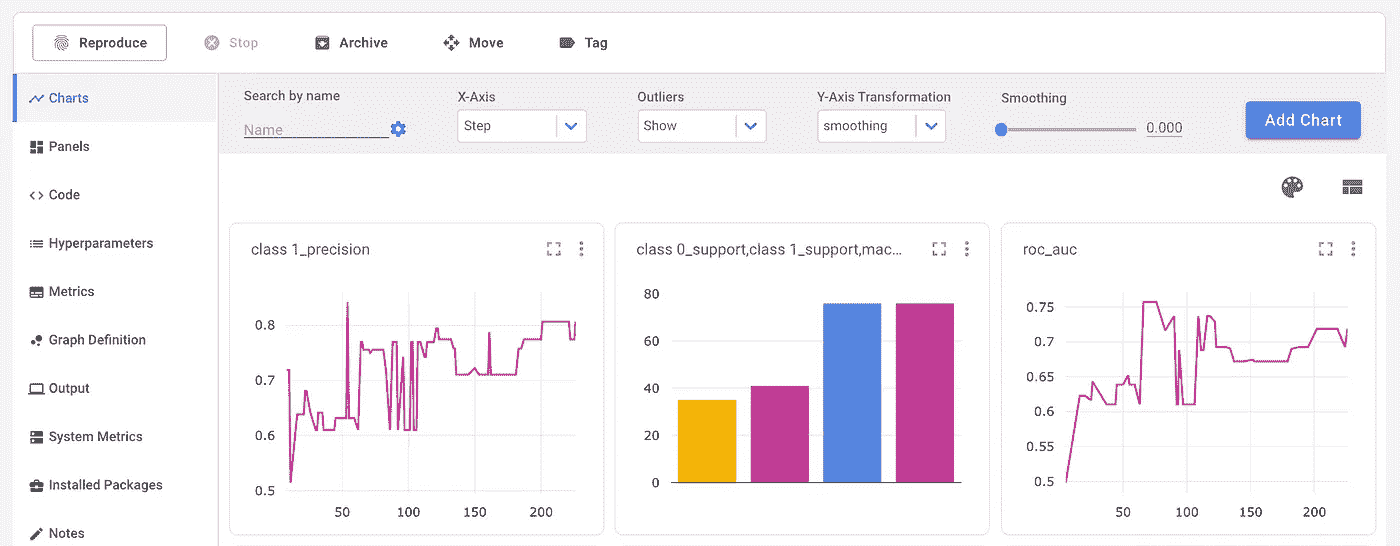 Reproduce Stop Archive Move Tag
Charts
Panels
Code
Hyperparameters
Metrics
Graph Definition
Output
System Metrics
Installed Packages
Notes
Search by name X-Axis Outliers Y-Axis Transformation Smoothing
Name Step Show smoothing 0.000 Add Chart
class 1_precision
0.8
0.7
0.6
0.5
50 100 150 200
class 0_support,class 1_support,mac...
80
60
40
20
0
roc_auc
0.75
0.7
0.65
0.6
0.55
0.5
50 100 150 200